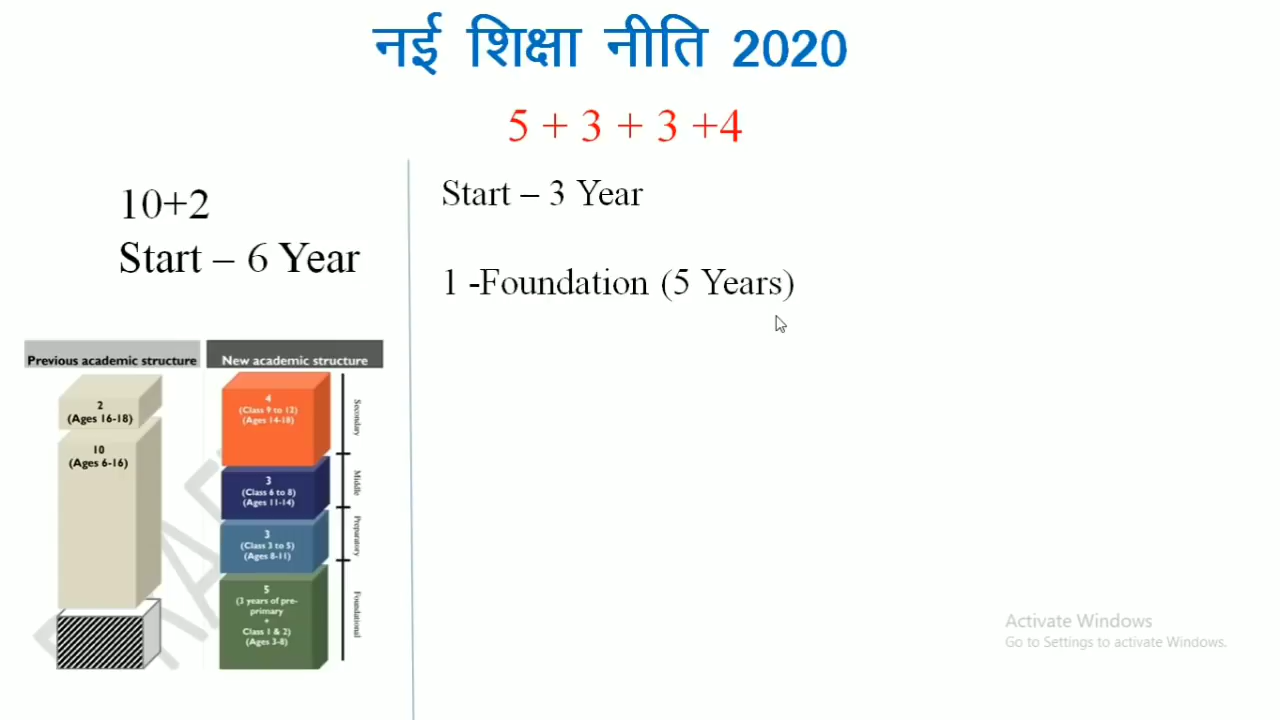 नई शिक्षा नीति 2020
5 + 3 + 3 +4
10+2
Start – 6 Year
Start – 3 Year
1 -Foundation (5 Years)
Previous academic structure
2
(Ages 16-18)
10
(Ages 6-16)
New academic structure
4
(Class 9 to 12)
(Ages 14-18)
Secondary
3
(Class 6 to 8)
(Ages 11-14)
Middle
3
(Class 3 to 5)
(Ages 8-11)
Preparatory
5
(3 years of pre-
primary
+
Class 1 & 2)
(Ages 3-8)
Foundational
Activate Windows
Go to Settings to activate Windows.